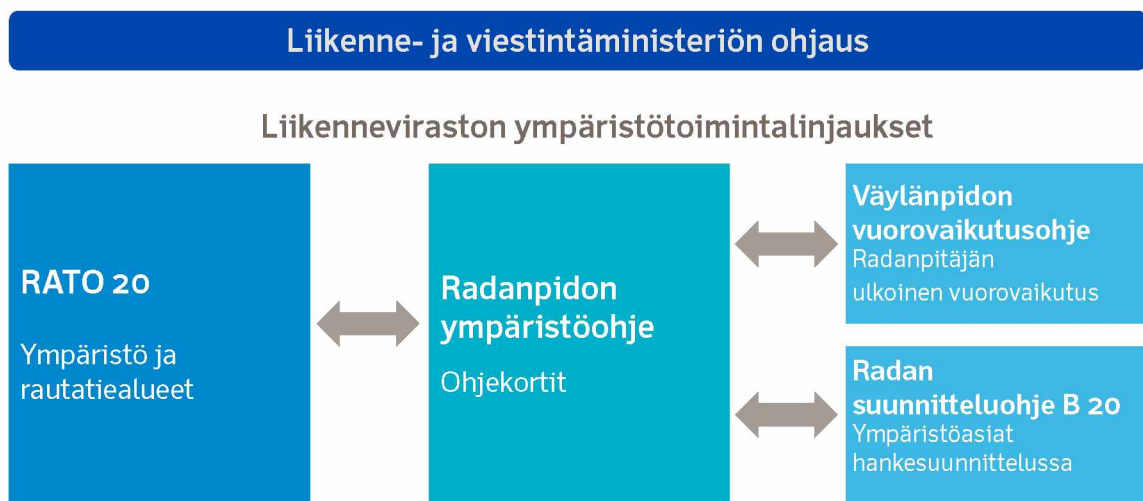 Liikenne- ja viestintäministeriön ohjaus
Liikenneviraston ympäristötoimintalinjaukset
RATO 20
Ympäristö ja
rautatiealueet
Radanpidon
ympäristöohje
Ohjekortit
Väylänpidon
vuorovaikutusohje
Radanpitäjän
ulkoinen vuorovaikutus
Radan
suunnitteluohje B 20
Ympäristöasiat
hankesuunnittelussa